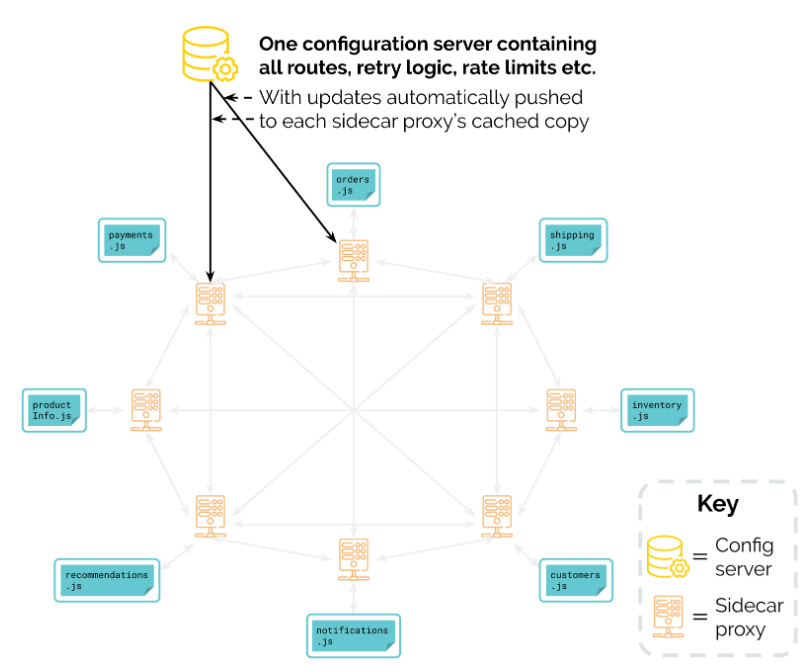 One configuration server containing
all routes, retry logic, rate limits etc.
With updates automatically pushed
to each sidecar proxy's cached copy
orders
.js
payments
.js
shipping
.js
product
Info.js
inventory
.js
recommendations
.js
customers
.js
notifications
.js
Key
= Config
server
= Sidecar
proxy